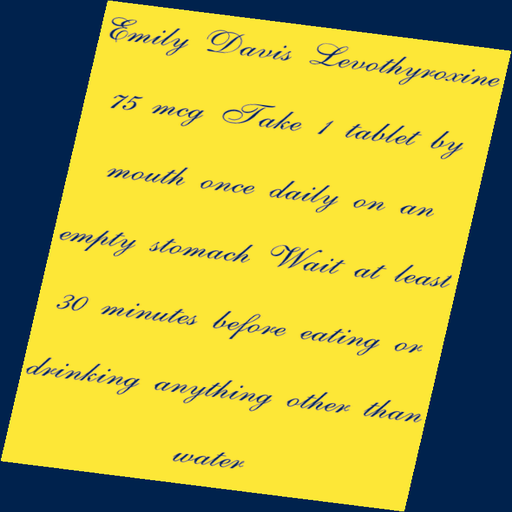 Emily Davis Levothyroxine
75 mcg Take 1 tablet by
mouth once daily on an
empty stomach Wait at least
30 minutes before eating or
drinking anything other than
water